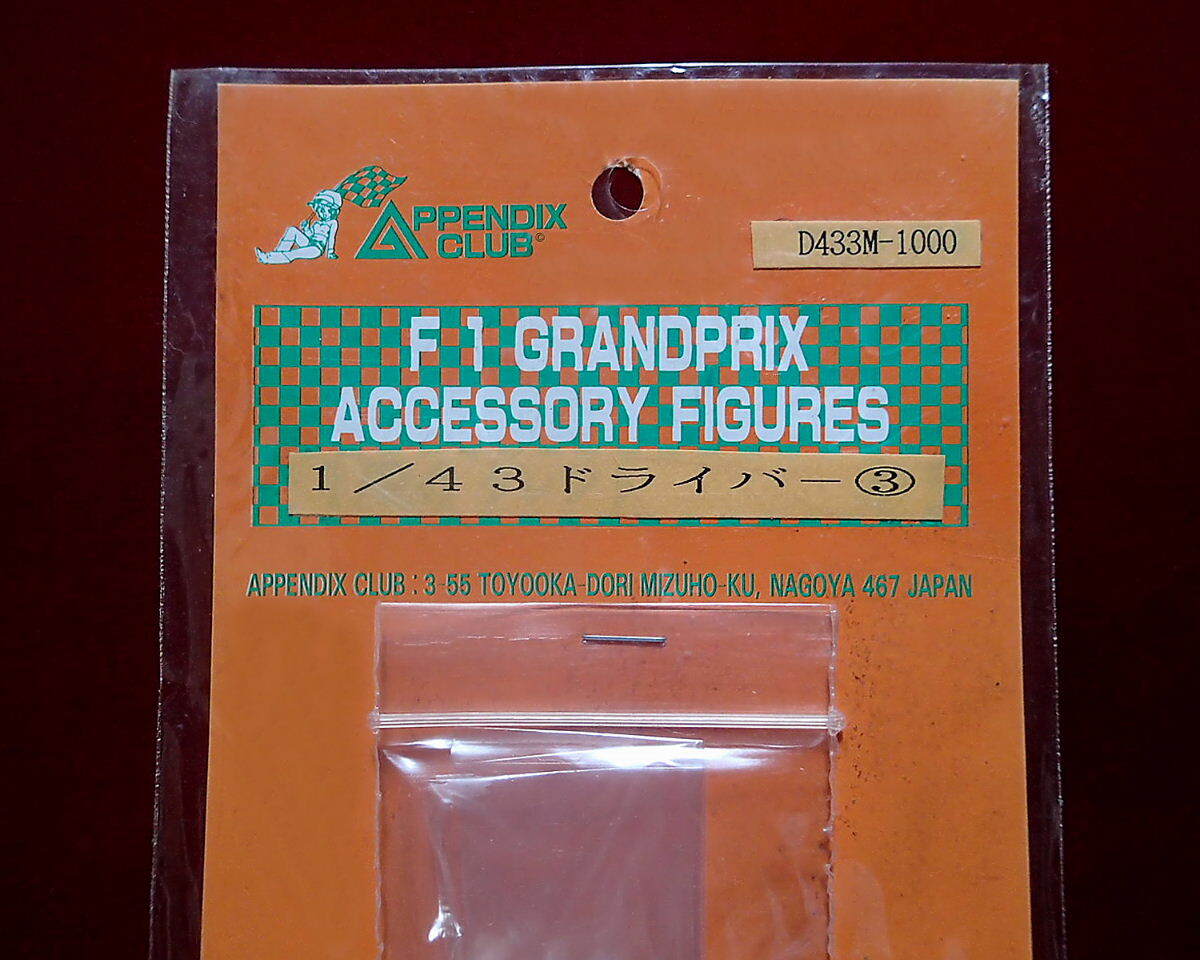 APPENDIX
CLUB©
D433M-1000
F 1 GRANDPRIX
ACCESSORY FIGURES
1／43ドライバー③
APPENDIX CLUB : 3-55 TOYOOKA-DORI MIZUHO-KU, NAGOYA 467 JAPAN